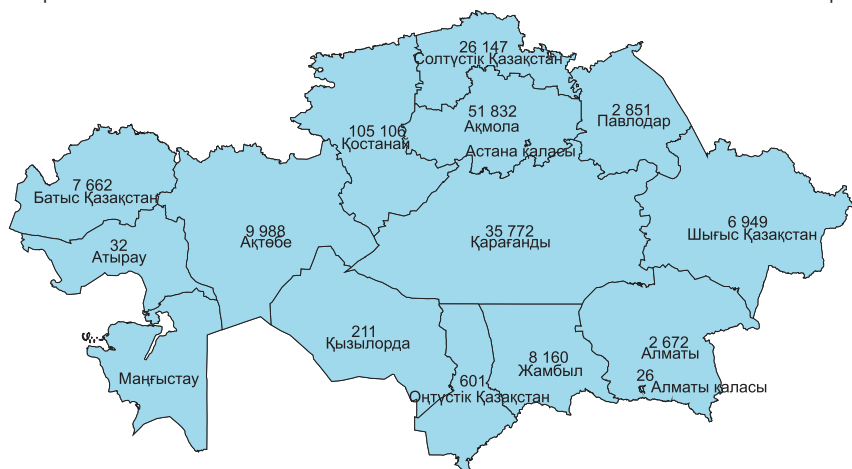 26 147
Солтүстік Қазақстан
51 832
Ақмола
Астана қаласы
2 851
Павлодар
105 106
Қостанай
7 662
Батыс Қазақстан
9 988
Ақтөбе
35 772
Қарағанды
6 949
Шығыс Қазақстан
32
Атырау
211
Қызылорда
2 672
Алматы
8 160
Жамбыл
Маңғыстау
601
Оңтүстік Қазақстан
26
Алматы қаласы